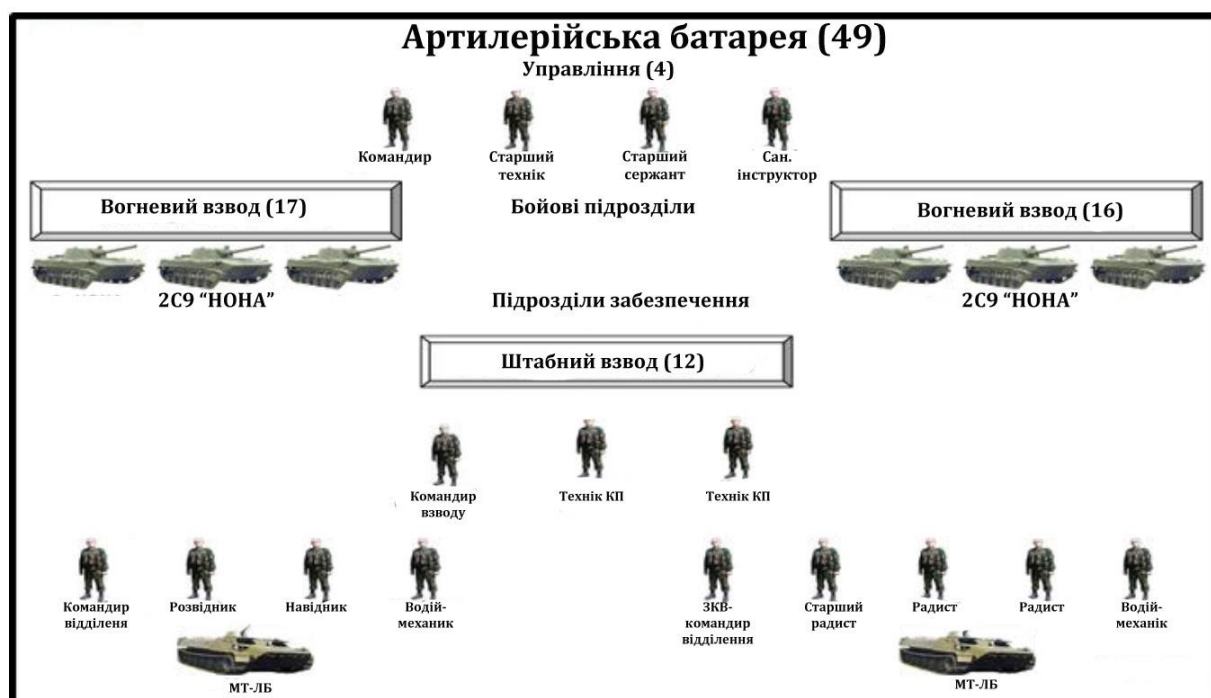 Артилерійська батарея (49)
Управління (4)
Командир
Старший
технік
Старший
сержант
Сан.
інструктор
Вогневий взвод (17)
Бойові підрозділи
Вогневий взвод (16)
2С9 “НОНА”
Підрозділи забезпечення
2С9 “НОНА”
Штабний взвод (12)
Командир
взводу
Технік КП
Технік КП
Командир
відділеня
Розвідник
Навідник
Водій-
механик
ЗКВ-
командир
відділення
Старший
радист
Радист
Радист
Водій-
механік
МТ-ЛБ
МТ-ЛБ